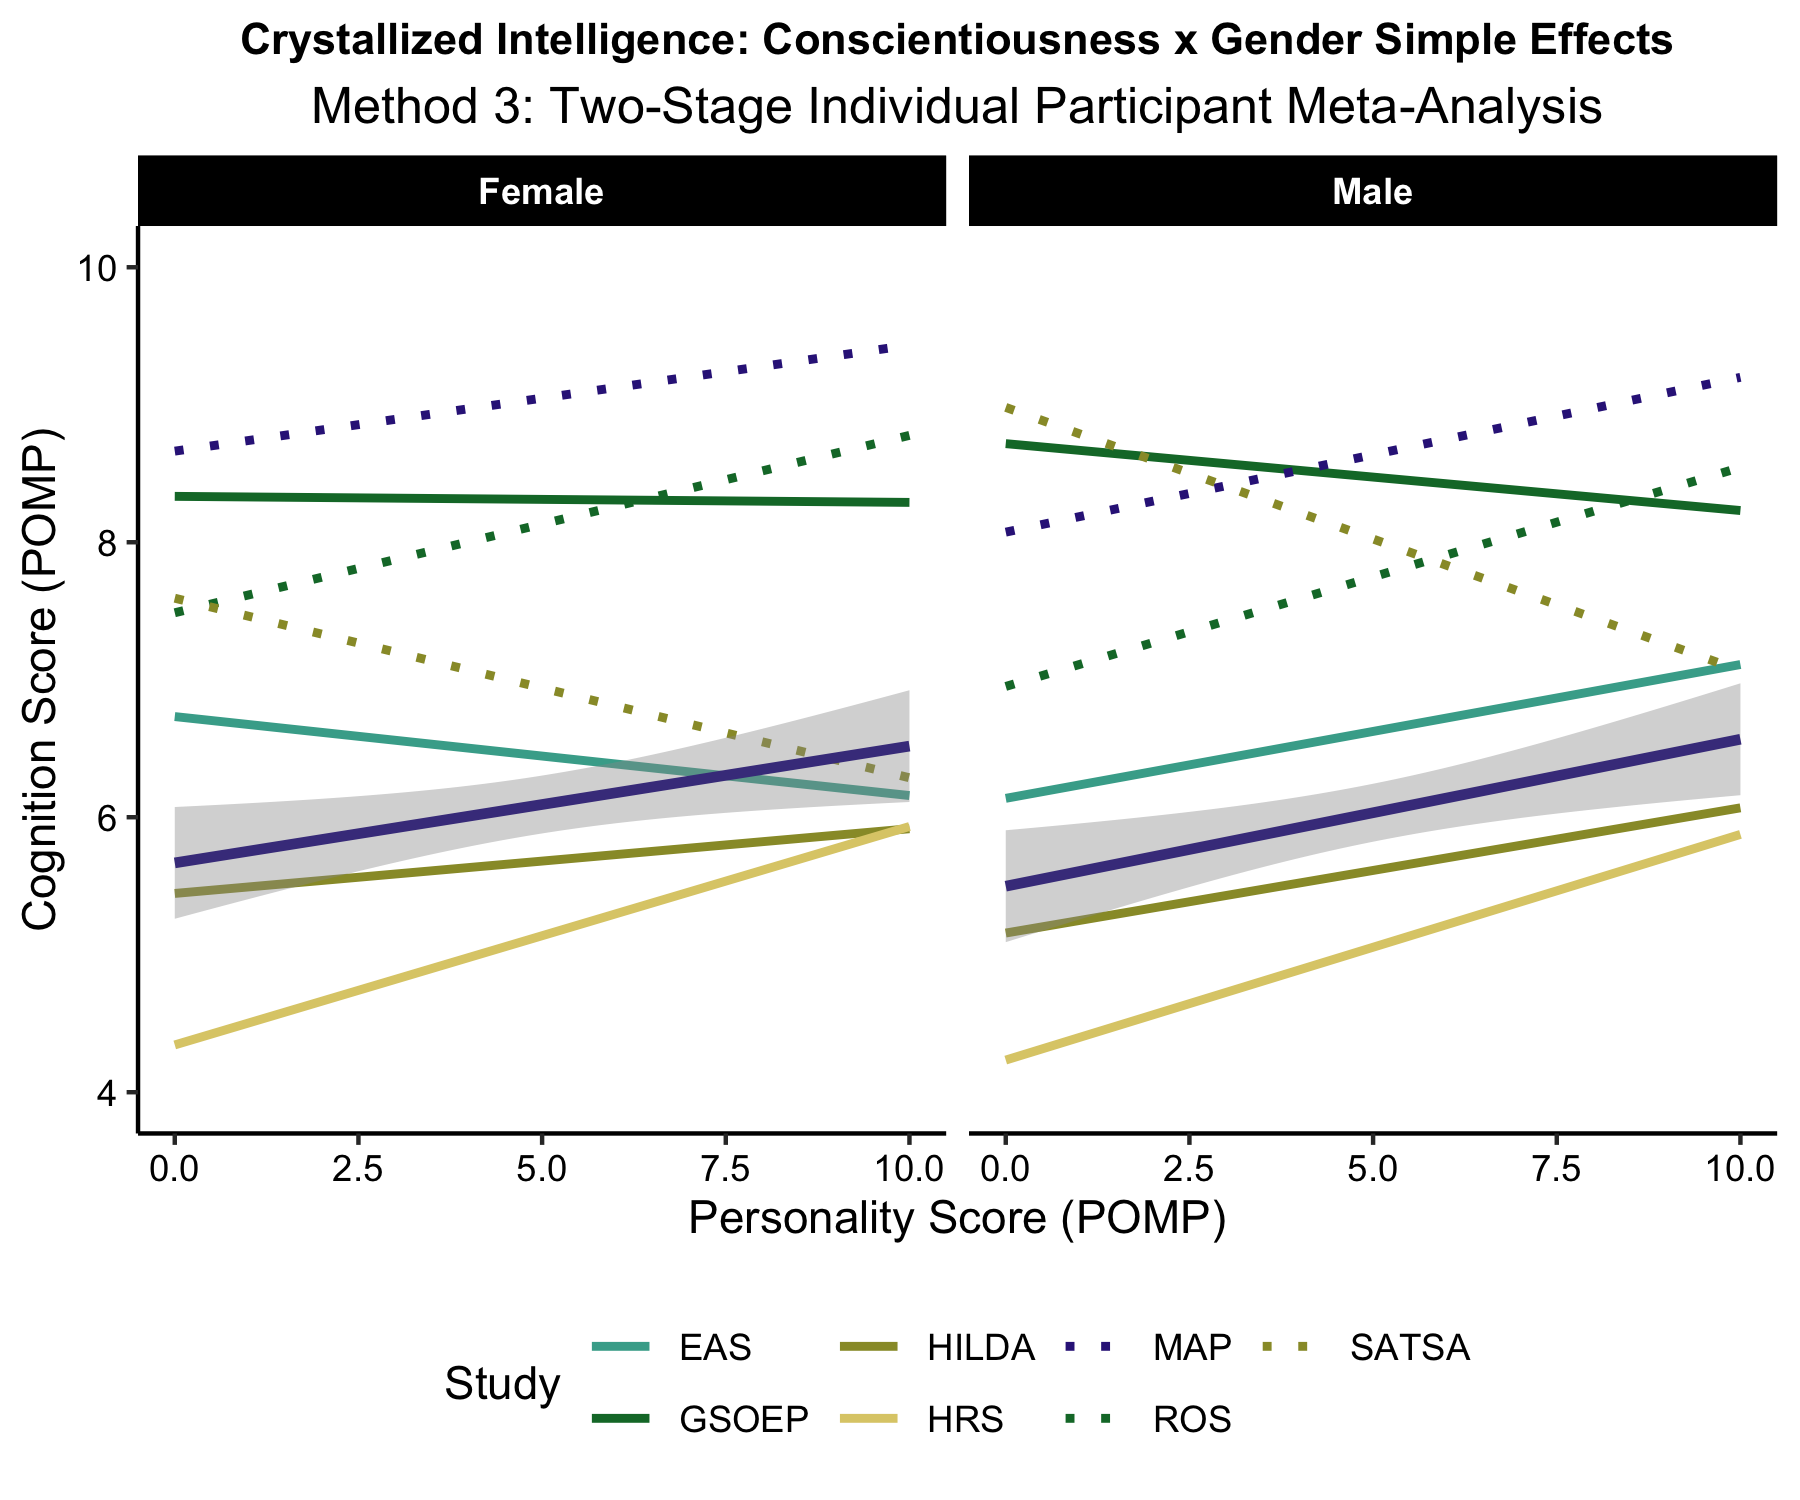 Crystallized Intelligence: Conscientiousness x Gender Simple Effects
Method 3: Two-Stage Individual Participant Meta-Analysis
Female
Male
Cognition Score (POMP)
10
8
6
4
0.0 2.5 5.0 7.5 10.0
0.0 2.5 5.0 7.5 10.0
Personality Score (POMP)
Study
EAS HILDA MAP SATSA
GSOEP HRS ROS